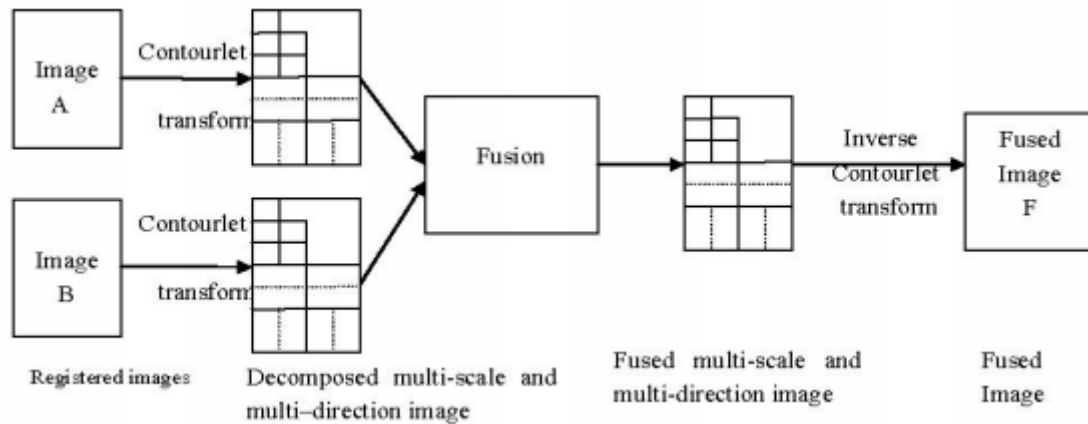 Image
A
Contourlet
transform
Image
B
Contourlet
transform
Fusion
Inverse
Contourlet
transform
Fused
Image
F
Registered images
Decomposed multi-scale and
multi–direction image
Fused multi-scale and
multi-direction image
Fused
Image